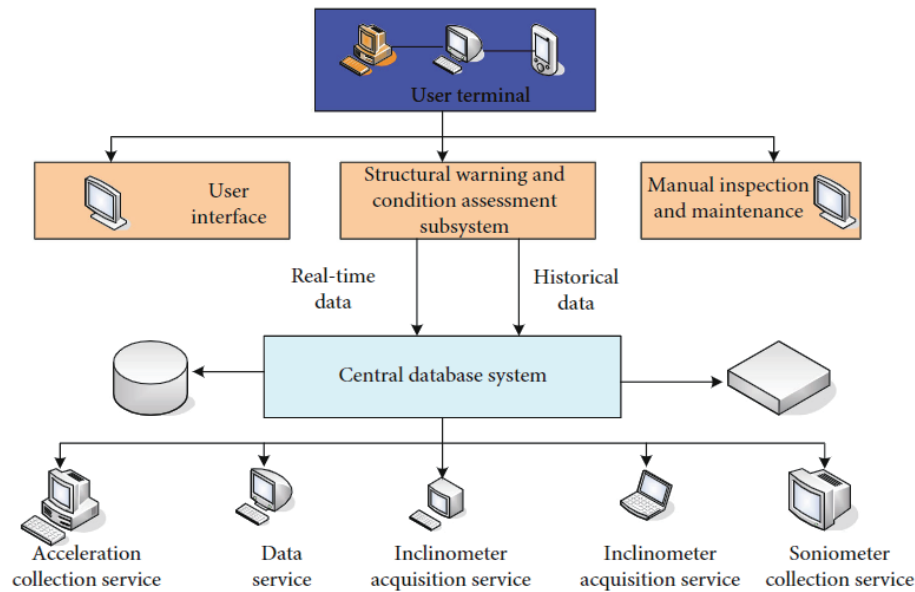 User terminal
User
interface
Structural warning and
condition assessment
subsystem
Manual inspection
and maintenance
Real-time
data
Historical
data
Central database system
Acceleration
collection service
Data
service
Inclinometer
acquisition service
Inclinometer
acquisition service
Soniometer
collection service